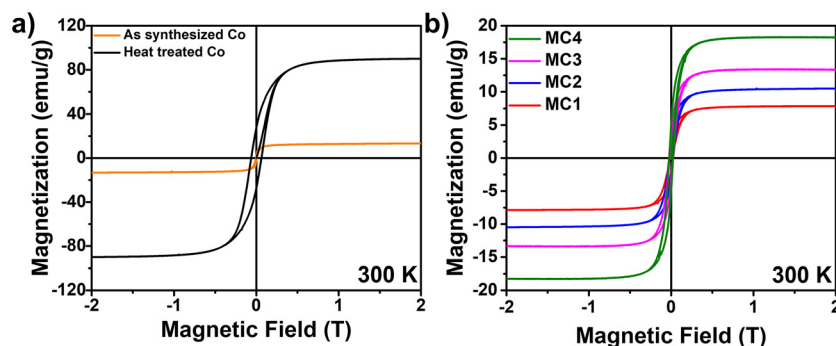 a)
As synthesized Co
Heat treated Co
Magnetization (emu/g)
120
80
40
0
-40
-80
-120
-2
-1
0
1
2
300 K
Magnetic Field (T)
b)
MC4
MC3
MC2
MC1
Magnetization (emu/g)
20
15
10
5
0
-5
-10
-15
-20
-2
-1
0
1
2
300 K
Magnetic Field (T)